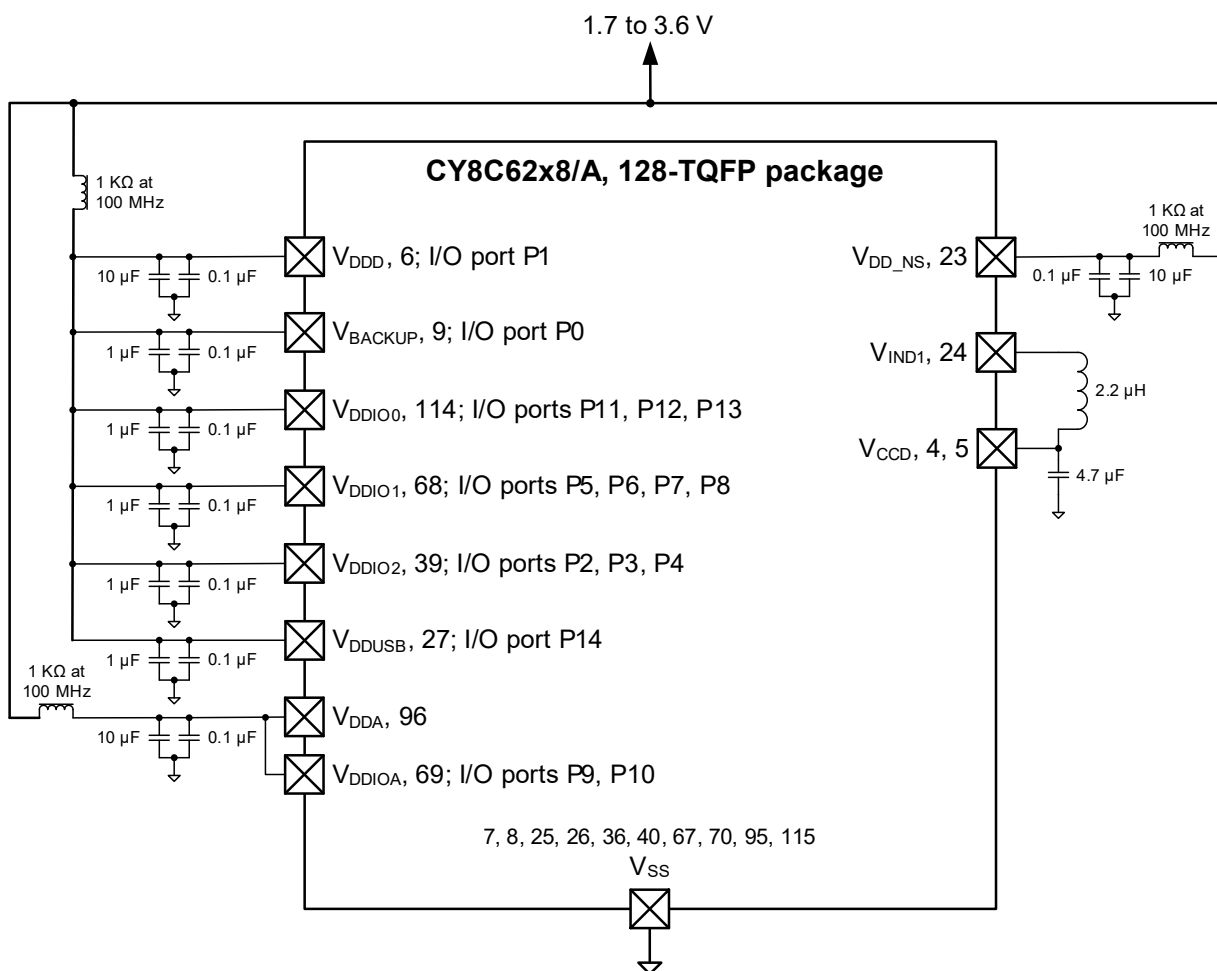 1.7 to 3.6 V
CY8C62x8/A, 128-TQFP package
1 KΩ at
100 MHz
1 KΩ at
100 MHz
VDDD, 6; I/O port P1
10 µF
0.1 µF
VDD_NS, 23
0.1 µF
10 µF
VBACKUP, 9; I/O port P0
1 µF
0.1 µF
VIND1, 24
2.2 µH
VDDIO0, 114; I/O ports P11, P12, P13
1 µF
0.1 µF
VCCD, 4, 5
4.7 µF
VDDIO1, 68; I/O ports P5, P6, P7, P8
1 µF
0.1 µF
VDDIO2, 39; I/O ports P2, P3, P4
1 µF
0.1 µF
VDDUSB, 27; I/O port P14
1 µF
0.1 µF
1 KΩ at
100 MHz
VDDA, 96
10 µF
0.1 µF
VDDIOA, 69; I/O ports P9, P10
7, 8, 25, 26, 36, 40, 67, 70, 95, 115
VSS